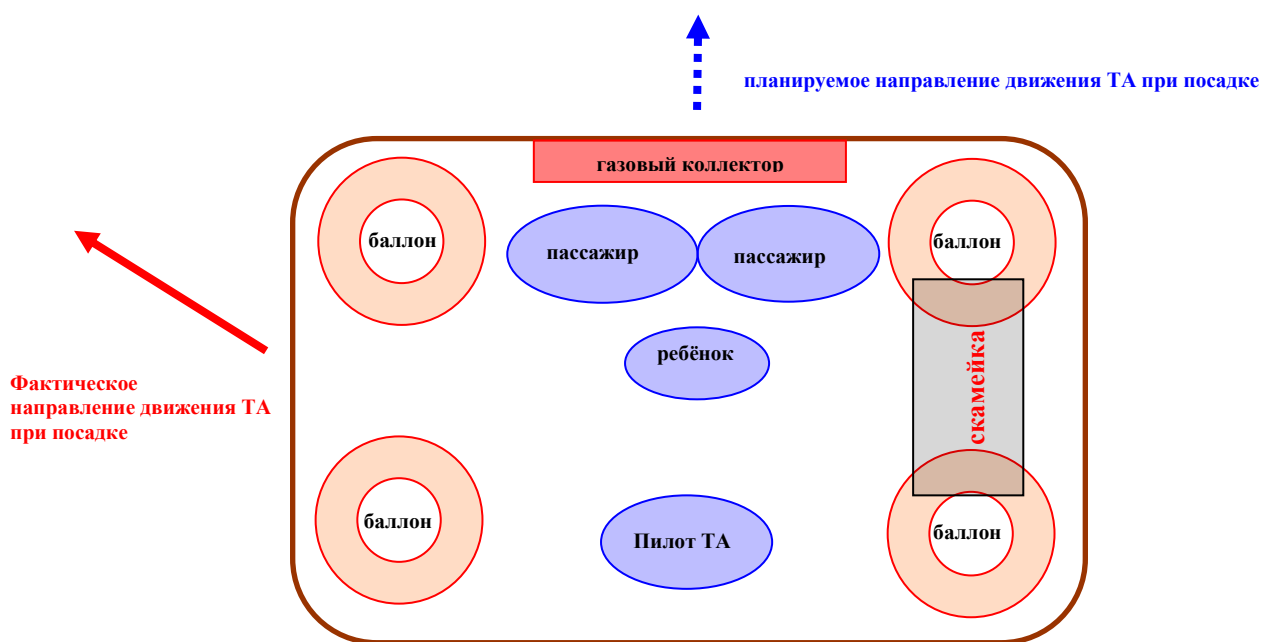 планируемое направление движения ТА при посадке
газовый коллектор
баллон
пассажир
пассажир
баллон
ребёнок
скамейка
Фактическое
направление движения ТА
при посадке
баллон
Пилот ТА
баллон